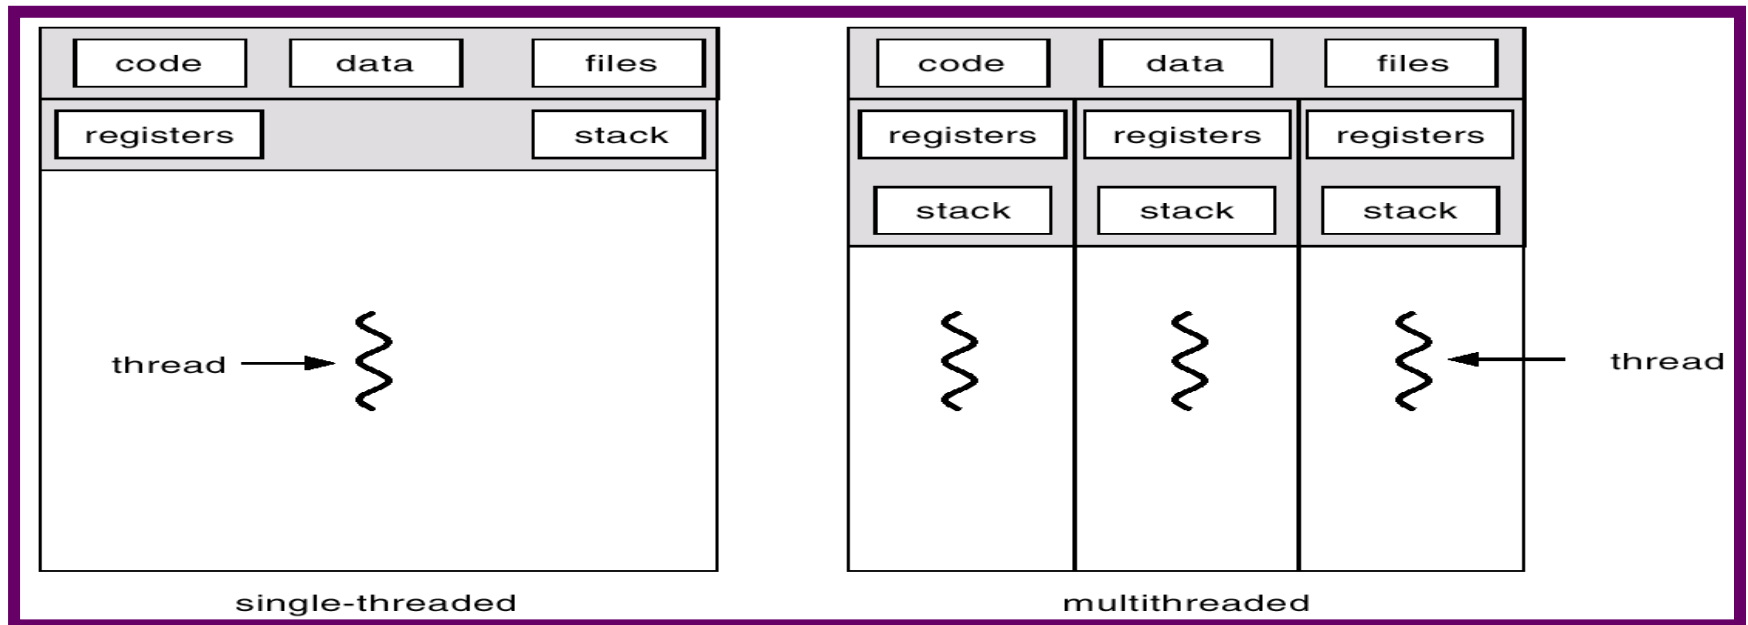 code data files
registers stack
thread
single-threaded
code data files
registers registers registers
stack stack stack
thread
multithreaded